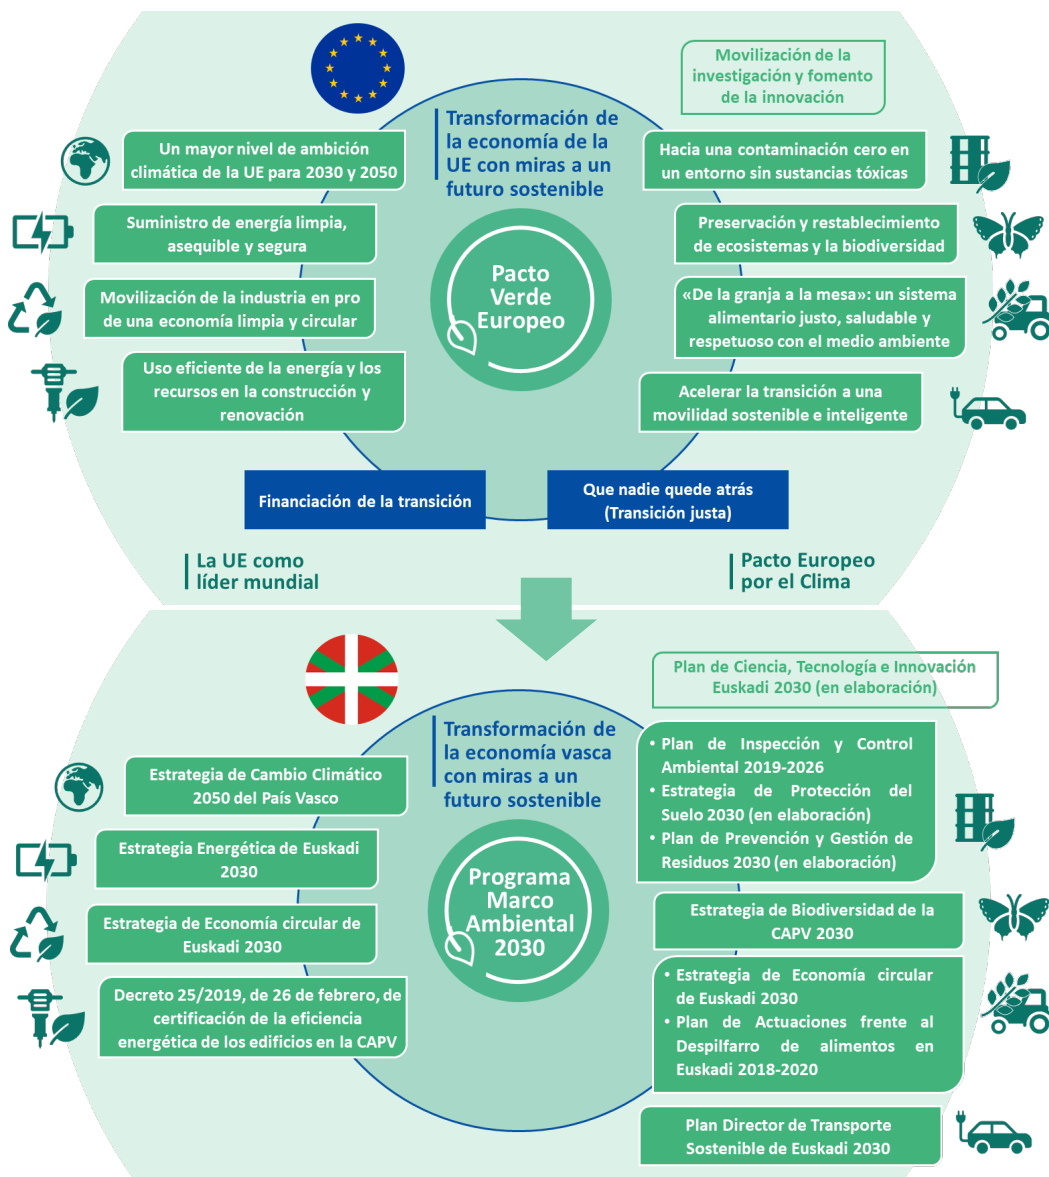 Movilización de la
investigación y fomento
de la innovación
Transformación de
la economía de la
UE con miras a un
futuro sostenible
Un mayor nivel de ambición
climática de la UE para 2030 y 2050
Suministro de energía limpia,
asequible y segura
Movilización de la industria en pro
de una economía limpia y circular
Uso eficiente de la energía y los
recursos en la construcción y
renovación
Pacto
Verde
Europeo
Hacia una contaminación cero en
un entorno sin sustancias tóxicas
Preservación y restablecimiento
de ecosistemas y la biodiversidad
«De la granja a la mesa»: un sistema
alimentario justo, saludable y
respetuoso con el medio ambiente
Acelerar la transición a una
movilidad sostenible e inteligente
Financiación de la transición
Que nadie quede atrás
(Transición justa)
La UE como
líder mundial
Pacto Europeo
por el Clima
Plan de Ciencia, Tecnología e Innovación
Euskadi 2030 (en elaboración)
Transformación de
la economía vasca
con miras a un
futuro sostenible
Estrategia de Cambio Climático
2050 del País Vasco
Estrategia Energética de Euskadi
2030
Estrategia de Economía circular de
Euskadi 2030
Decreto 25/2019, de 26 de febrero, de
certificación de la eficiencia
energética de los edificios en la CAPV
Programa
Marco
Ambiental
2030
• Plan de Inspección y Control
Ambiental 2019-2026
• Estrategia de Protección del
Suelo 2030 (en elaboración)
• Plan de Prevención y Gestión de
Residuos 2030 (en elaboración)
Estrategia de Biodiversidad de la
CAPV 2030
• Estrategia de Economía circular
de Euskadi 2030
• Plan de Actuaciones frente al
Despilfarro de alimentos en
Euskadi 2018-2020
Plan Director de Transporte
Sostenible de Euskadi 2030